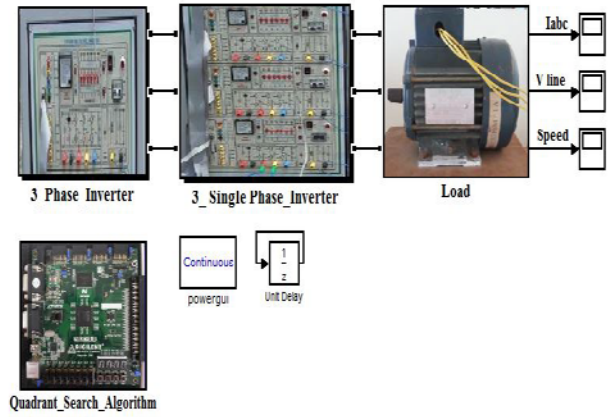 Iabc
V line
Speed
3 Phase Inverter
3_ Single Phase_Inverter
Load
Continuous
powergui
1
z
Unit Delay
Quadrant_Search_Algorithm